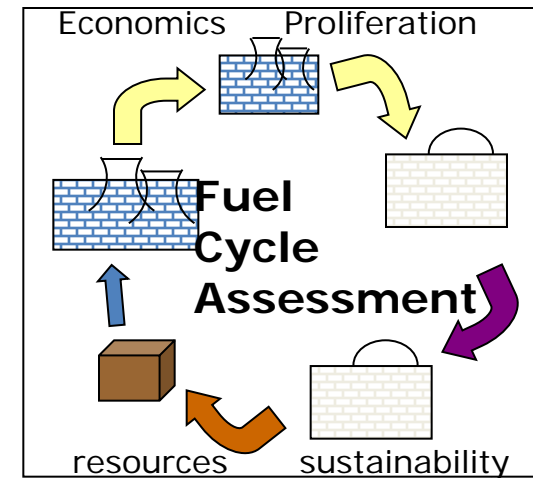 Economics Proliferation
Fuel
Cycle
Assessment
resources sustainability